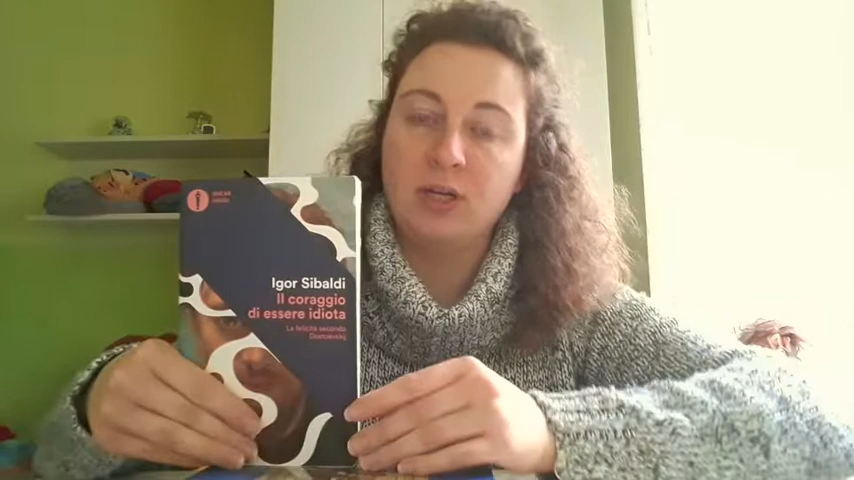 OSCAR
Igor Sibaldi
Il coraggio
di essere idiota
La felicità secondo
Dostoevskij